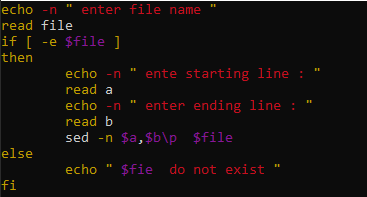 echo -n " enter file name "
read file
if [ -e $file ]
then
        echo -n " ente starting line : "
        read a
        echo -n " enter ending line : "
        read b
        sed -n $a,$b\p  $file
else
        echo " $fie  do not exist "
fi